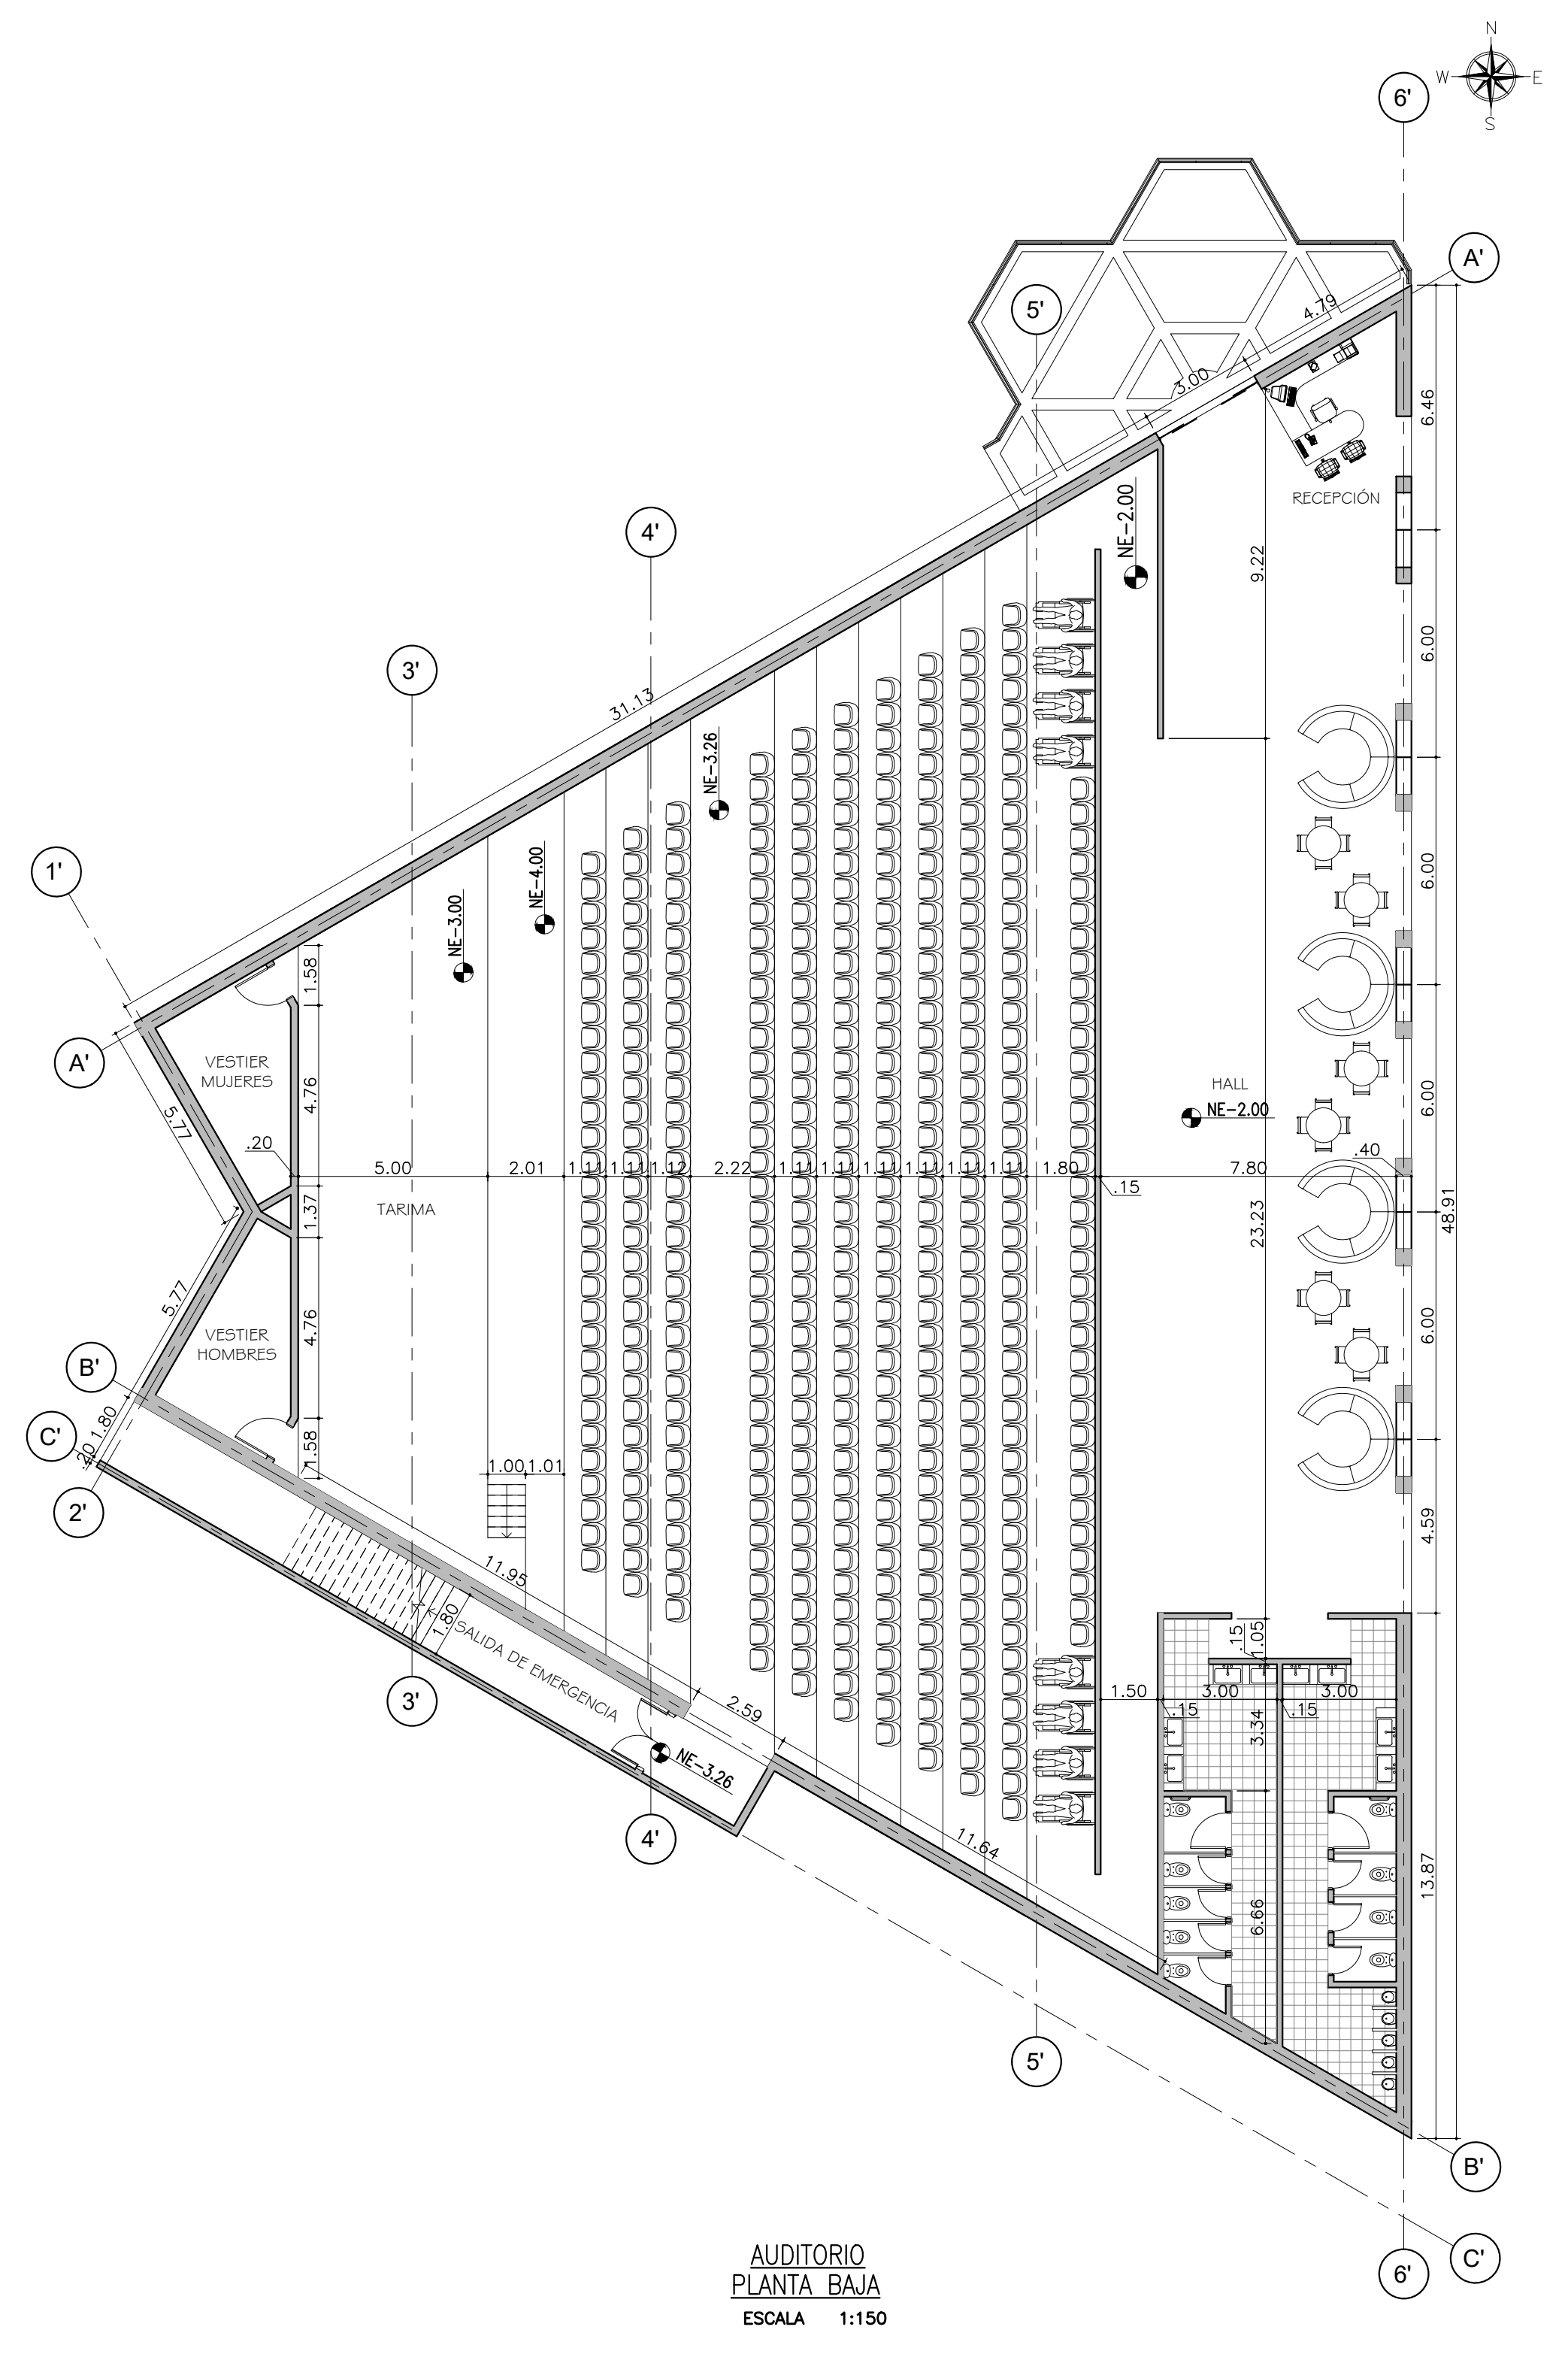 N
W E
S
6'
A'
5'
4.79
3.00
6.46
RECEPCIÓN
NE-2.00
4'
9.22
3'
6.00
31.13
NE-3.26
1'
NE-4.00
6.00
NE-3.00
1.58
A'
VESTIER
MUJERES
HALL
NE-2.00
4.76
6.00
5.77
.20
5.00
2.01
1.11
1.11
1.12
2.22
1.11
1.11
1.11
1.11
1.11
1.11
1.80
.15
7.80
.40
TARIMA
1.37
23.23
48.91
5.77
VESTIER
HOMBRES
4.76
6.00
B'
1.80
C'
.20
1.58
2'
1.00
1.01
4.59
11.95
1.80
SALIDA DE EMERGENCIA
.15
1.05
3'
2.59
1.50
.15
3.00
.15
3.00
3.34
NE-3.26
4'
11.64
6.66
13.87
5'
B'
C'
6'
AUDITORIO
PLANTA BAJA
ESCALA 1:150